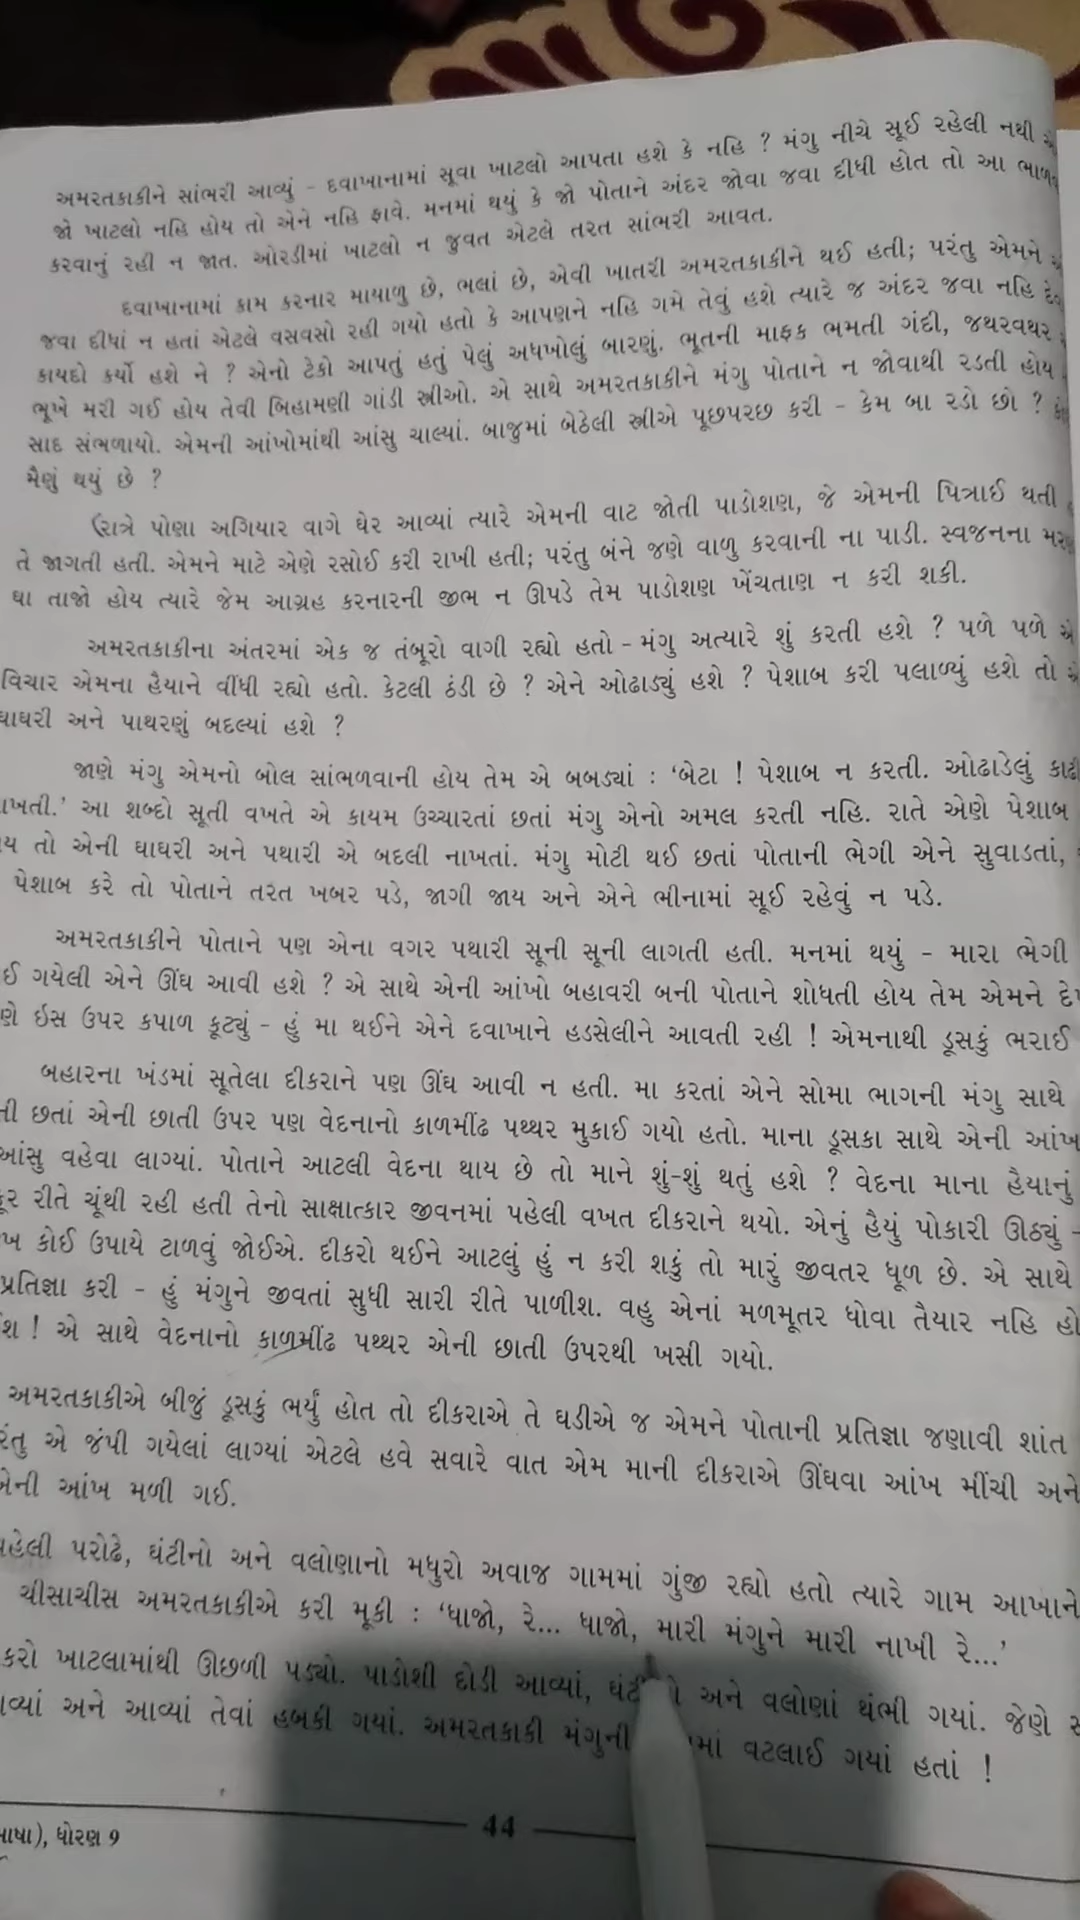 અમરતકાકીને સાંભરી આવ્યું - દવાખાનામાં સૂવા ખાટલો આપતા હશે કે નહિ ? મંગુ નીચે સૂઈ રહેલી નથી
જો ખાટલો નહિ હોય તો એને નહિ ફાવે. મનમાં થયું કે જો પોતાને અંદર જોવા જવા દીધી હોત તો આ
કરવાનું રહી ન જાત. ઓરડીમાં ખાટલો ન જુવત એટલે તરત સાંભરી આવત.
દવાખાનામાં કામ કરનાર માયાળુ છે, ભલાં છે, એવી ખાતરી અમરતકાકીને થઈ હતી; પરંતુ એમને
જવા દીધાં ન હતાં એટલે વસવસો રહી ગયો હતો કે આપણને નહિ ગમે તેવું હશે ત્યારે જ અંદર જવા નહિ
કાયદો કર્યો હશે ને ? એનો ટેકો આપતું હતું પેલું અધખોલું બારણું. ભૂતની માફક ભમતી ગંદી, જથરવથર
ભૂખે મરી ગઈ હોય તેવી બિહામણી ગાંડી સ્ત્રીઓ. એ સાથે અમરતકાકીને મંગુ પોતાને ન જોવાથી રડતી હોય
સાદ સંભળાયો. એમની આંખોમાંથી આંસુ ચાલ્યાં. બાજુમાં બેઠેલી સ્ત્રીએ પૂછપરછ કરી - કેમ બા રડો છો ?
મૈણું થયું છે ?
રાત્રે પોણા અગિયાર વાગે ઘેર આવ્યાં ત્યારે એમની વાટ જોતી પાડોશણ, જે એમની પિત્રાઈ થતી
તે જાગતી હતી. એમને માટે એણે રસોઈ કરી રાખી હતી; પરંતુ બંને જણે વાળુ કરવાની ના પાડી. સ્વજનના
ઘા તાજો હોય ત્યારે જેમ આગ્રહ કરનારની જીભ ન ઊપડે તેમ પાડોશણ ખેંચતાણ ન કરી શકી.
અમરતકાકીના અંતરમાં એક જ તંબૂરો વાગી રહ્યો હતો - મંગુ અત્યારે શું કરતી હશે ? પળે પળે એ
વિચાર એમના હૈયાને વીંધી રહ્યો હતો. કેટલી ઠંડી છે ? એને ઓઢાડ્યું હશે ? પેશાબ કરી પલાળ્યું હશે તો
ઘાઘરી અને પાથરણું બદલ્યાં હશે ?
જાણે મંગુ એમનો બોલ સાંભળવાની હોય તેમ એ બબડ્યાં : ‘બેટા ! પેશાબ ન કરતી. ઓઢાડેલું કાઢી
ાખતી.’ આ શબ્દો સૂતી વખતે એ કાયમ ઉચ્ચારતાં છતાં મંગુ એનો અમલ કરતી નહિ. રાતે એણે પેશાબ
ય તો એની ઘાઘરી અને પથારી એ બદલી નાખતાં. મંગુ મોટી થઈ છતાં પોતાની ભેગી એને સુવાડતાં,
પેશાબ કરે તો પોતાને તરત ખબર પડે, જાગી જાય અને એને ભીનામાં સૂઈ રહેવું ન પડે.
અમરતકાકીને પોતાને પણ એના વગર પથારી સૂની સૂની લાગતી હતી. મનમાં થયું - મારા ભેગી
ઈ ગયેલી એને ઊંઘ આવી હશે ? એ સાથે એની આંખો બહાવરી બની પોતાને શોધતી હોય તેમ એમને
ણે ઇસ ઉપર કપાળ કૂટ્યું - હું મા થઈને એને દવાખાને હડસેલીને આવતી રહી ! એમનાથી ડૂસકું ભરાઈ
બહારના ખંડમાં સૂતેલા દીકરાને પણ ઊંઘ આવી ન હતી. મા કરતાં એને સોમા ભાગની મંગુ સાથે
તી છતાં એની છાતી ઉપર પણ વેદનાનો કાળમીંઢ પથ્થર મુકાઈ ગયો હતો. માના ડૂસકા સાથે એની આંખ
આંસુ વહેવા લાગ્યાં. પોતાને આટલી વેદના થાય છે તો માને શું-શું થતું હશે ? વેદના માના હૈયાનું
ૂર રીતે ચૂંથી રહી હતી તેનો સાક્ષાત્કાર જીવનમાં પહેલી વખત દીકરાને થયો. એનું હૈયું પોકારી ઊઠ્યું -
ખ કોઈ ઉપાયે ટાળવું જોઈએ. દીકરો થઈને આટલું હું ન કરી શકું તો મારું જીવતર ધૂળ છે. એ સાથે
પ્રતિજ્ઞા કરી - હું મંગુને જીવતાં સુધી સારી રીતે પાળીશ. વહુ એનાં મળમૂતર ધોવા તૈયાર નહિ હો
શ ! એ સાથે વેદનાનો કાળમીંઢ પથ્થર એની છાતી ઉપરથી ખસી ગયો.
અમરતકાકીએ બીજું ડૂસકું ભર્યું હોત તો દીકરાએ તે ઘડીએ જ એમને પોતાની પ્રતિજ્ઞા જણાવી શાંત
રંતુ એ જંપી ગયેલાં લાગ્યાં એટલે હવે સવારે વાત એમ માની દીકરાએ ઊંઘવા આંખ મીંચી અને
એની આંખ મળી ગઈ.
પહેલી પરોઢે, ઘંટીનો અને વલોણાનો મધુરો અવાજ ગામમાં ગુંજી રહ્યો હતો ત્યારે ગામ આખાને
ચીસાચીસ અમરતકાકીએ કરી મૂકી : ‘ધાજો, રે... ધાજો, મારી મંગુને મારી નાખી રે...’
કરો ખાટલામાંથી ઊછળી પડ્યો. પાડોશી દોડી આવ્યાં, અને વલોણાં થંભી ગયાં. જેણે
વ્યાં અને આવ્યાં તેવાં હબકી ગયાં. અમરતકાકી મંગુની માં વટલાઈ ગયાં હતાં !
44
ાષા), ધોરણ 9